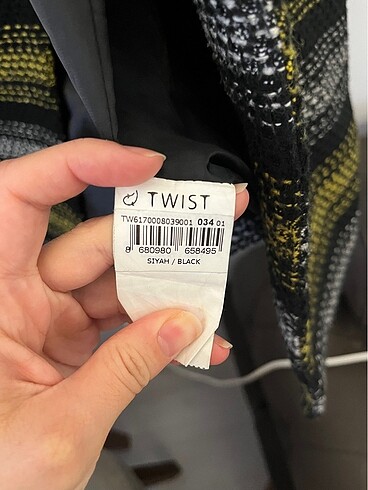 TWIST
TW6170008039001 034 01
8 680980 658495
SIYAH / BLACK